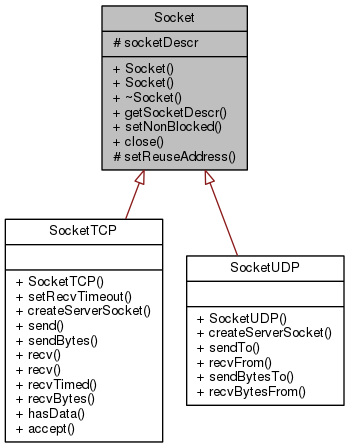 Socket
# socketDescr
+ Socket()
+ Socket()
+ ~Socket()
+ getSocketDescr()
+ setNonBlocked()
+ close()
# setReuseAddress()
SocketTCP
+ SocketTCP()
+ setRecvTimeout()
+ createServerSocket()
+ send()
+ sendBytes()
+ recv()
+ recv()
+ recvTimed()
+ recvBytes()
+ hasData()
+ accept()
SocketUDP
+ SocketUDP()
+ createServerSocket()
+ sendTo()
+ recvFrom()
+ sendBytesTo()
+ recvBytesFrom()